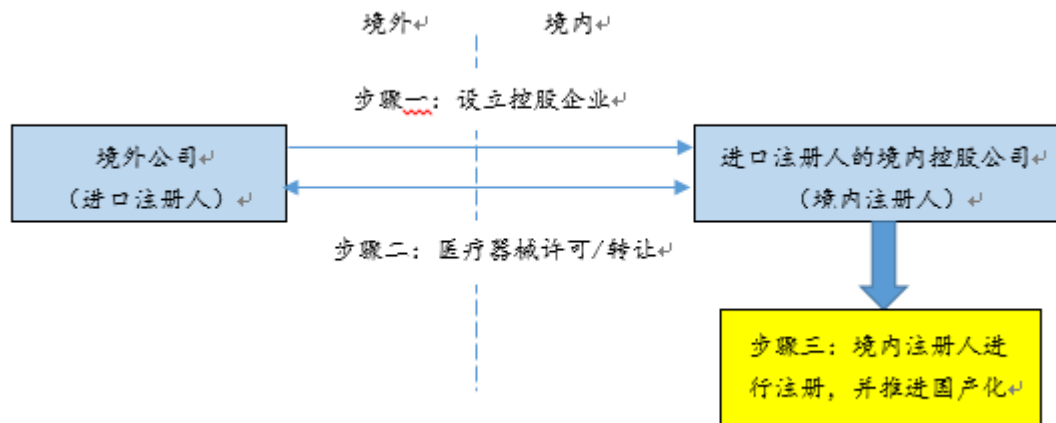 境外 境内
步骤一：设立控股企业
境外公司
（进口注册人）
进口注册人的境内控股公司
（境内注册人）
步骤二：医疗器械许可/转让
步骤三：境内注册人进
行注册，并推进国产化